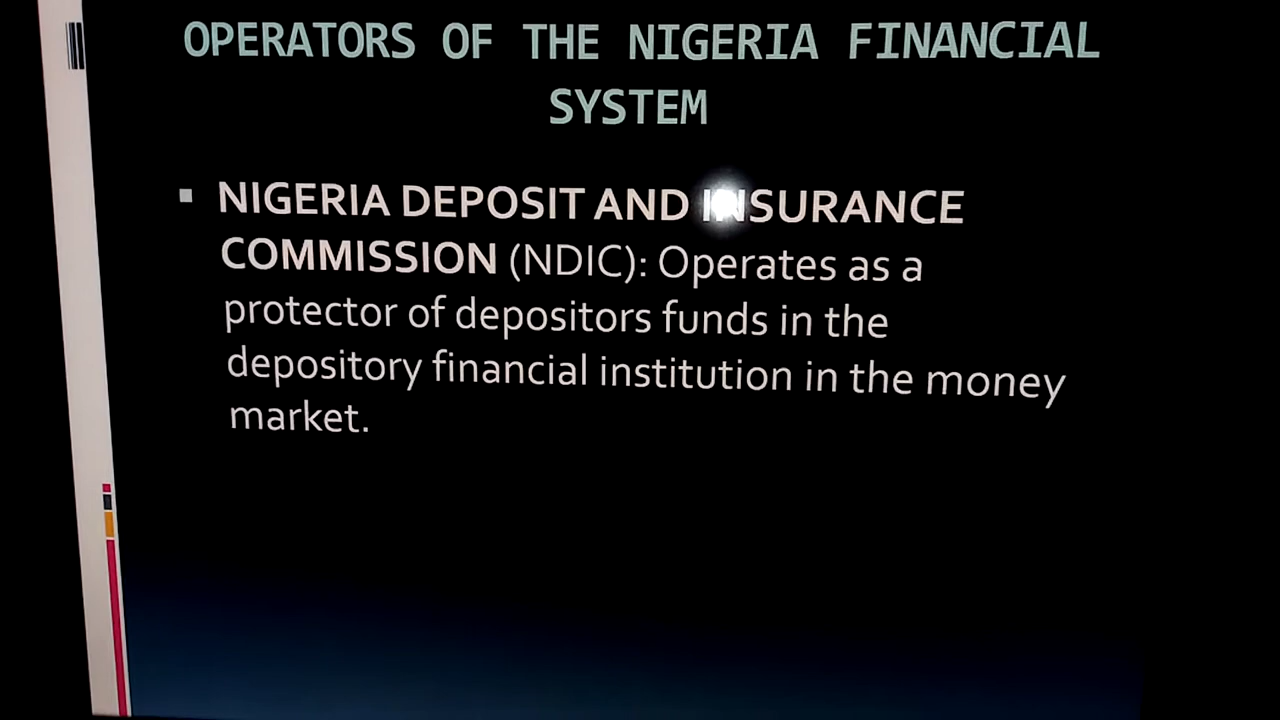 OPERATORS OF THE NIGERIA FINANCIAL
SYSTEM
NIGERIA DEPOSIT AND INSURANCE
COMMISSION (NDIC): Operates as a
protector of depositors funds in the
depository financial institution in the money
market.